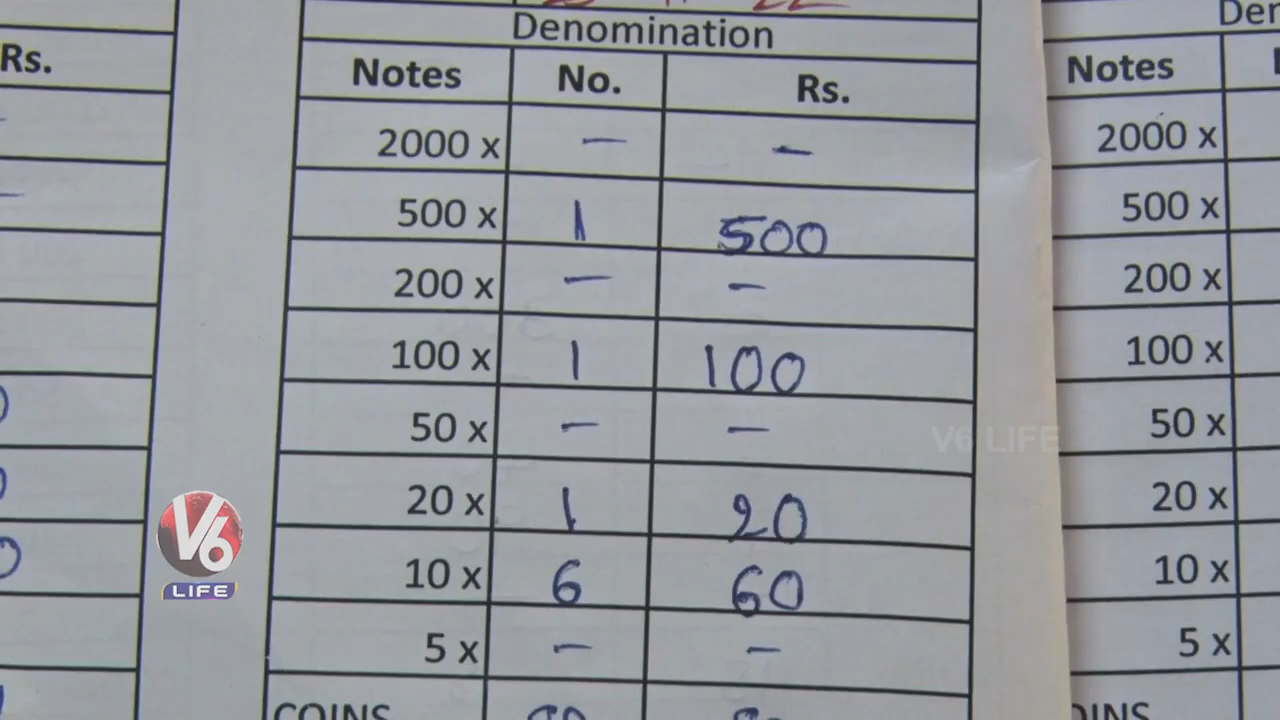 Denomination
Notes No. Rs.
2000 x — —
500 x 1 500
200 x — —
100 x 1 100
50 x — —
20 x 1 20
10 x 6 60
5 x — —
COINS
Rs.
Notes
2000 x
500 x
200 x
100 x
50 x
20 x
10 x
5 x
V6 LIFE
V6
LIFE